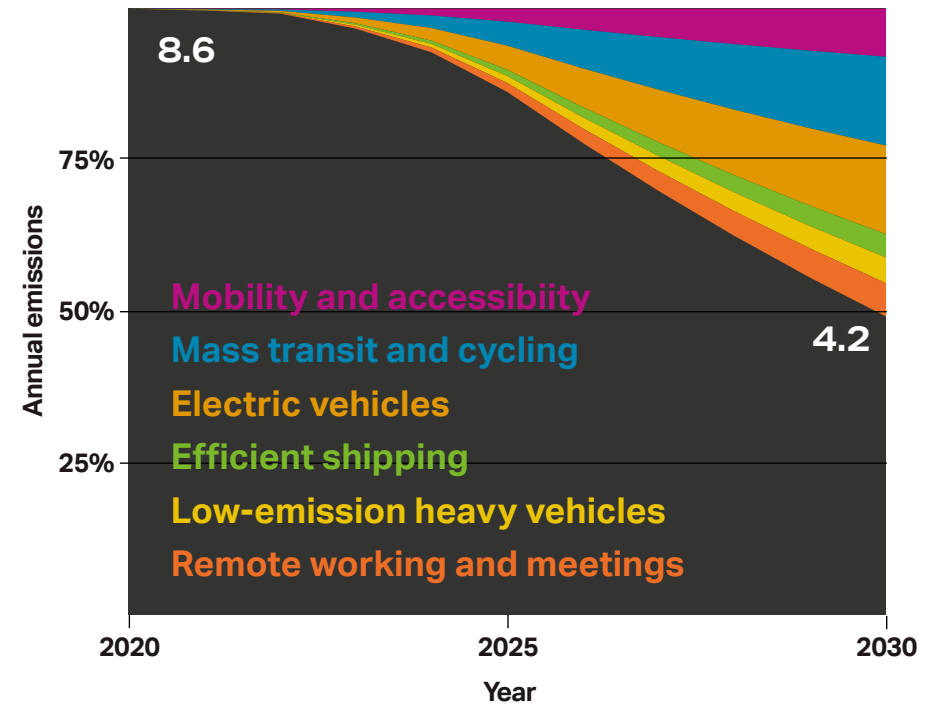 8.6
75%
Annual emissions
Mobility and accessibiity
50%
4.2
Mass transit and cycling
Electric vehicles
25%
Efficient shipping
Low-emission heavy vehicles
Remote working and meetings
2020
2025
2030
Year